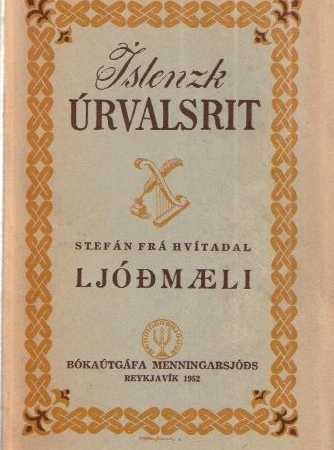 Íslenzk
ÚRVALSRIT
STEFÁN FRÁ HVÍTADAL
LJÓÐMÆLI
BÓKAÚTGÁFA MENNINGARSJÓÐS
REYKJAVÍK 1952